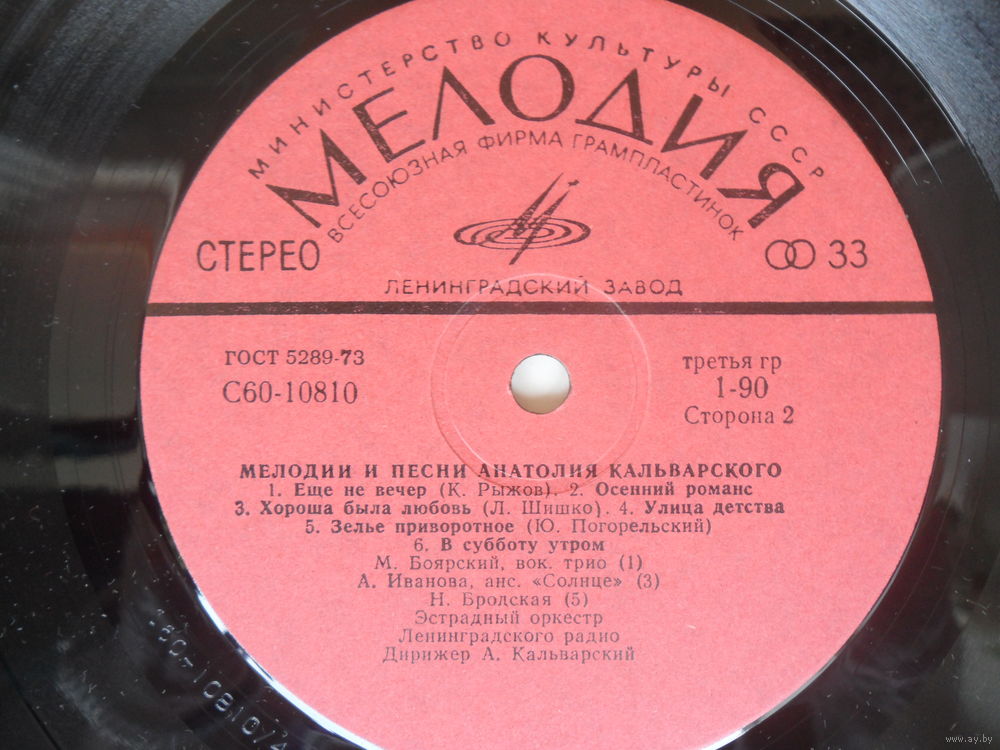 МИНИСТЕРСТВО КУЛЬТУРЫ СССР
МЕЛОДИЯ
ВСЕСОЮЗНАЯ ФИРМА ГРАМПЛАСТИНОК
СТЕРЕО
33
ЛЕНИНГРАДСКИЙ ЗАВОД
ГОСТ 5289-73
С60-10810
третья гр
1-90
Сторона 2
МЕЛОДИИ И ПЕСНИ АНАТОЛИЯ КАЛЬВАРСКОГО
1. Еще не вечер (К. Рыжов). 2. Осенний романс
3. Хороша была любовь (Л. Шишко). 4. Улица детства
5. Зелье приворотное (Ю. Погорельский)
6. В субботу утром
М. Боярский, вок. трио (1)
А. Иванова, анс. «Солнце» (3)
Н. Бродская (5)
Эстрадный оркестр
Ленинградского радио
Дирижер А. Кальварский
www.ay.by